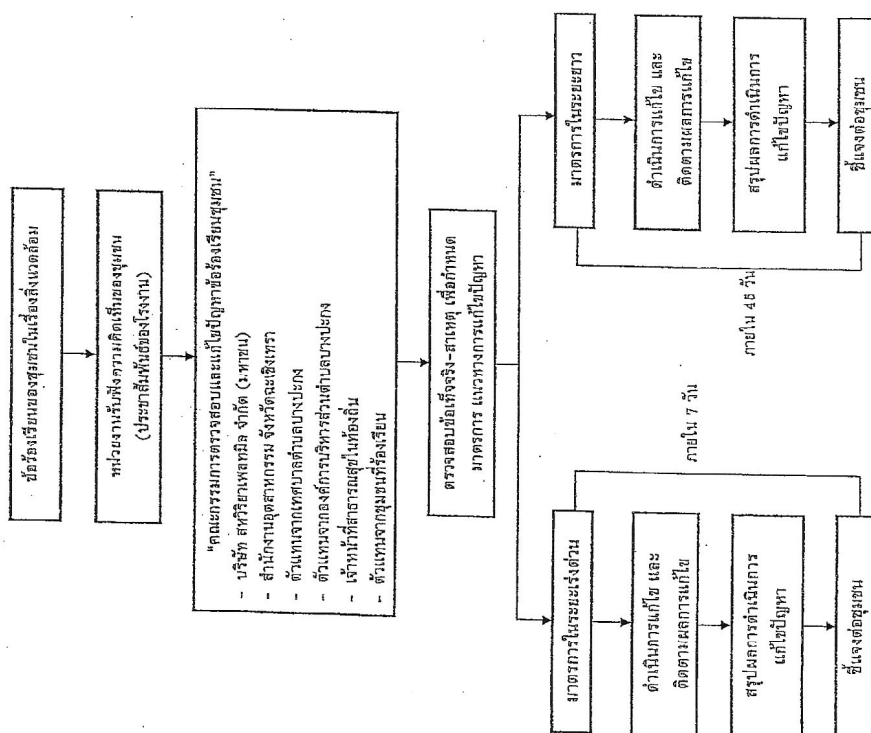 ข้อร้องเรียนของชุมชนในเรื่องสิ่งแวดล้อม
หน่วยงานรับฟังความคิดเห็นของชุมชน
(ประชาสัมพันธ์ของโรงงาน)
"คณะกรรมการตรวจสอบและแก้ไขปัญหาข้อร้องเรียนชุมชน"
- บริษัท สหวิริยาเพลทมิล จำกัด (มหาชน)
- สำนักงานอุตสาหกรรม จังหวัดฉะเชิงเทรา
- ตัวแทนจากเทศบาลตำบลบางปะกง
- ตัวแทนจากองค์การบริหารส่วนตำบลบางปะกง
- เจ้าหน้าที่สาธารณสุขในท้องถิ่น
- ตัวแทนจากชุมชนที่ร้องเรียน
ตรวจสอบข้อเท็จจริง-สาเหตุ เพื่อกำหนด
มาตรการ แนวทางการแก้ไขปัญหา
มาตรการในระยะเร่งด่วน
ดำเนินการแก้ไข และ
ติดตามผลการแก้ไข
สรุปผลการดำเนินการ
แก้ไขปัญหา
ชี้แจงต่อชุมชน
ภายใน 7 วัน
มาตรการในระยะยาว
ดำเนินการแก้ไข และ
ติดตามผลการแก้ไข
สรุปผลการดำเนินการ
แก้ไขปัญหา
ชี้แจงต่อชุมชน
ภายใน 45 วัน